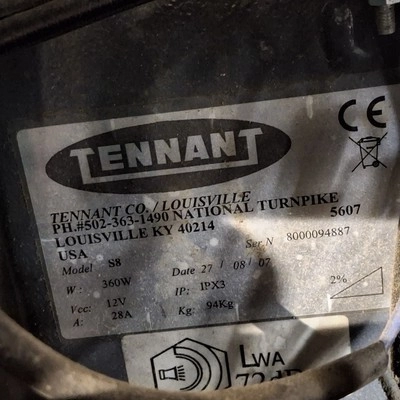 TENNANT
CE
TENNANT CO./ LOUISVILLE
PH.#502-363-1490 NATIONAL TURNPIKE 5607
LOUISVILLE KY 40214
USA Ser.N 8000094887
Model S8 Date 27 / 08 / 07
W.: 360W IP.: IPX3 2%
Vcc: 12V Kg: 94Kg
A: 28A
LWA
72dB